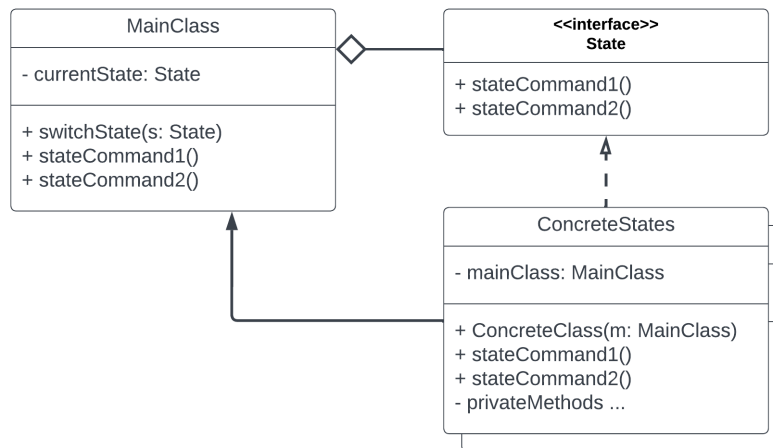 MainClass
- currentState: State
+ switchState(s: State)
+ stateCommand1()
+ stateCommand2()
<<interface>>
State
+ stateCommand1()
+ stateCommand2()
ConcreteStates
- mainClass: MainClass
+ ConcreteClass(m: MainClass)
+ stateCommand1()
+ stateCommand2()
- privateMethods ...